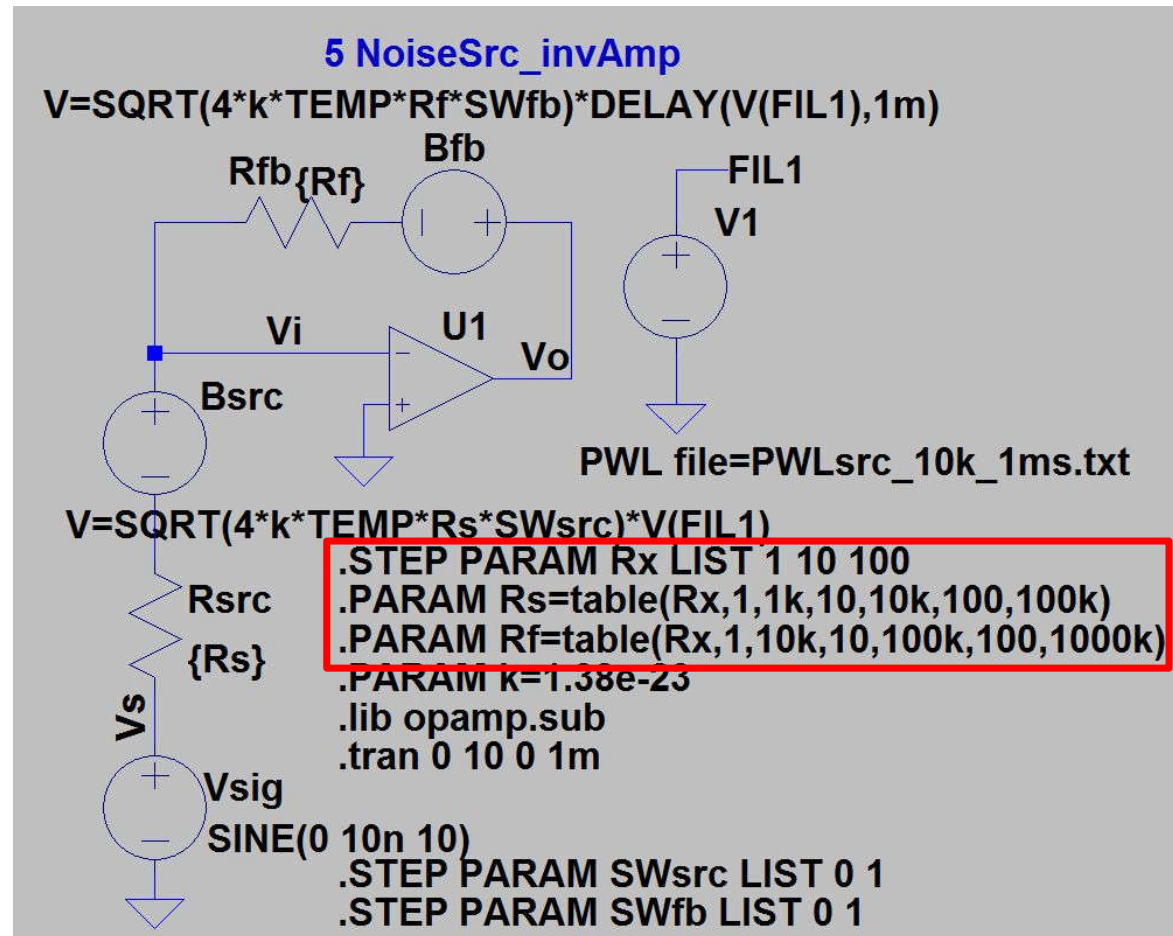 5 NoiseSrc_invAmp
V=SQRT(4*k*TEMP*Rf*SWfb)*DELAY(V(FIL1),1m)
Bfb
Rfb
{Rf}
FIL1
V1
Vi
U1
Vo
Bsrc
PWL file=PWLsrc_10k_1ms.txt
V=SQRT(4*k*TEMP*Rs*SWsrc)*V(FIL1)
.STEP PARAM Rx LIST 1 10 100
.PARAM Rs=table(Rx,1,1k,10,10k,100,100k)
.PARAM Rf=table(Rx,1,10k,10,100k,100,1000k)
Rsrc
{Rs}
.PARAM k=1.38e-23
.lib opamp.sub
.tran 0 10 0 1m
Vs
Vsig
SINE(0 10n 10)
.STEP PARAM SWsrc LIST 0 1
.STEP PARAM SWfb LIST 0 1